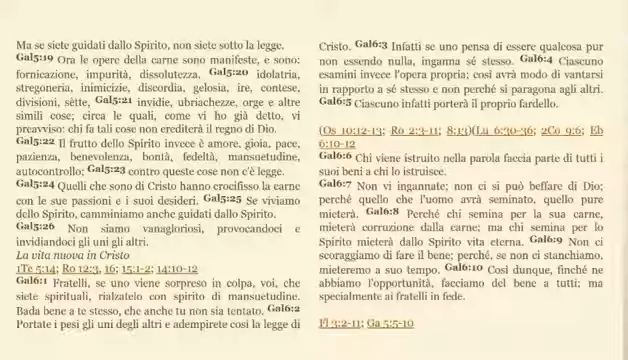 Ma se siete guidati dallo Spirito, non siete sotto la legge.
Gal5:19 Ora le opere della carne sono manifeste, e sono:
fornicazione, impurità, dissolutezza, Gal5:20 idolatria,
stregoneria, inimicizie, discordia, gelosia, ire, contese,
divisioni, sètte, Gal5:21 invidie, ubriachezze, orge e altre
simili cose; circa le quali, come vi ho già detto, vi
preavviso: chi fa tali cose non erediterà il regno di Dio.
Gal5:22 Il frutto dello Spirito invece è amore, gioia, pace,
pazienza, benevolenza, bontà, fedeltà, mansuetudine,
autocontrollo; Gal5:23 contro queste cose non c'è legge.
Gal5:24 Quelli che sono di Cristo hanno crocifisso la carne
con le sue passioni e i suoi desideri. Gal5:25 Se viviamo
dello Spirito, camminiamo anche guidati dallo Spirito.
Gal5:26 Non siamo vanagloriosi, provocandoci e
invidiandoci gli uni gli altri.
La vita nuova in Cristo
1Te 5:14; Ro 12:3, 16; 15:1-2; 14:10-12
Gal6:1 Fratelli, se uno viene sorpreso in colpa, voi, che
siete spirituali, rialzatelo con spirito di mansuetudine.
Bada bene a te stesso, che anche tu non sia tentato. Gal6:2
Portate i pesi gli uni degli altri e adempirete così la legge di
Cristo. Gal6:3 Infatti se uno pensa di essere qualcosa pur
non essendo nulla, inganna sé stesso. Gal6:4 Ciascuno
esamini invece l'opera propria; così avrà modo di vantarsi
in rapporto a sé stesso e non perché si paragona agli altri.
Gal6:5 Ciascuno infatti porterà il proprio fardello.
(Os 10:12-13; Ro 2:3-11; 8:13)(Lu 6:30-36; 2Co 9:6; Eb
6:10-12
Gal6:6 Chi viene istruito nella parola faccia parte di tutti i
suoi beni a chi lo istruisce.
Gal6:7 Non vi ingannate; non ci si può beffare di Dio;
perché quello che l'uomo avrà seminato, quello pure
mieterà. Gal6:8 Perché chi semina per la sua carne,
mieterà corruzione dalla carne; ma chi semina per lo
Spirito mieterà dallo Spirito vita eterna. Gal6:9 Non ci
scoraggiamo di fare il bene; perché, se non ci stanchiamo,
mieteremo a suo tempo. Gal6:10 Così dunque, finché ne
abbiamo l'opportunità, facciamo del bene a tutti; ma
specialmente ai fratelli in fede.
Fl 3:2-11; Ga 5:5-10